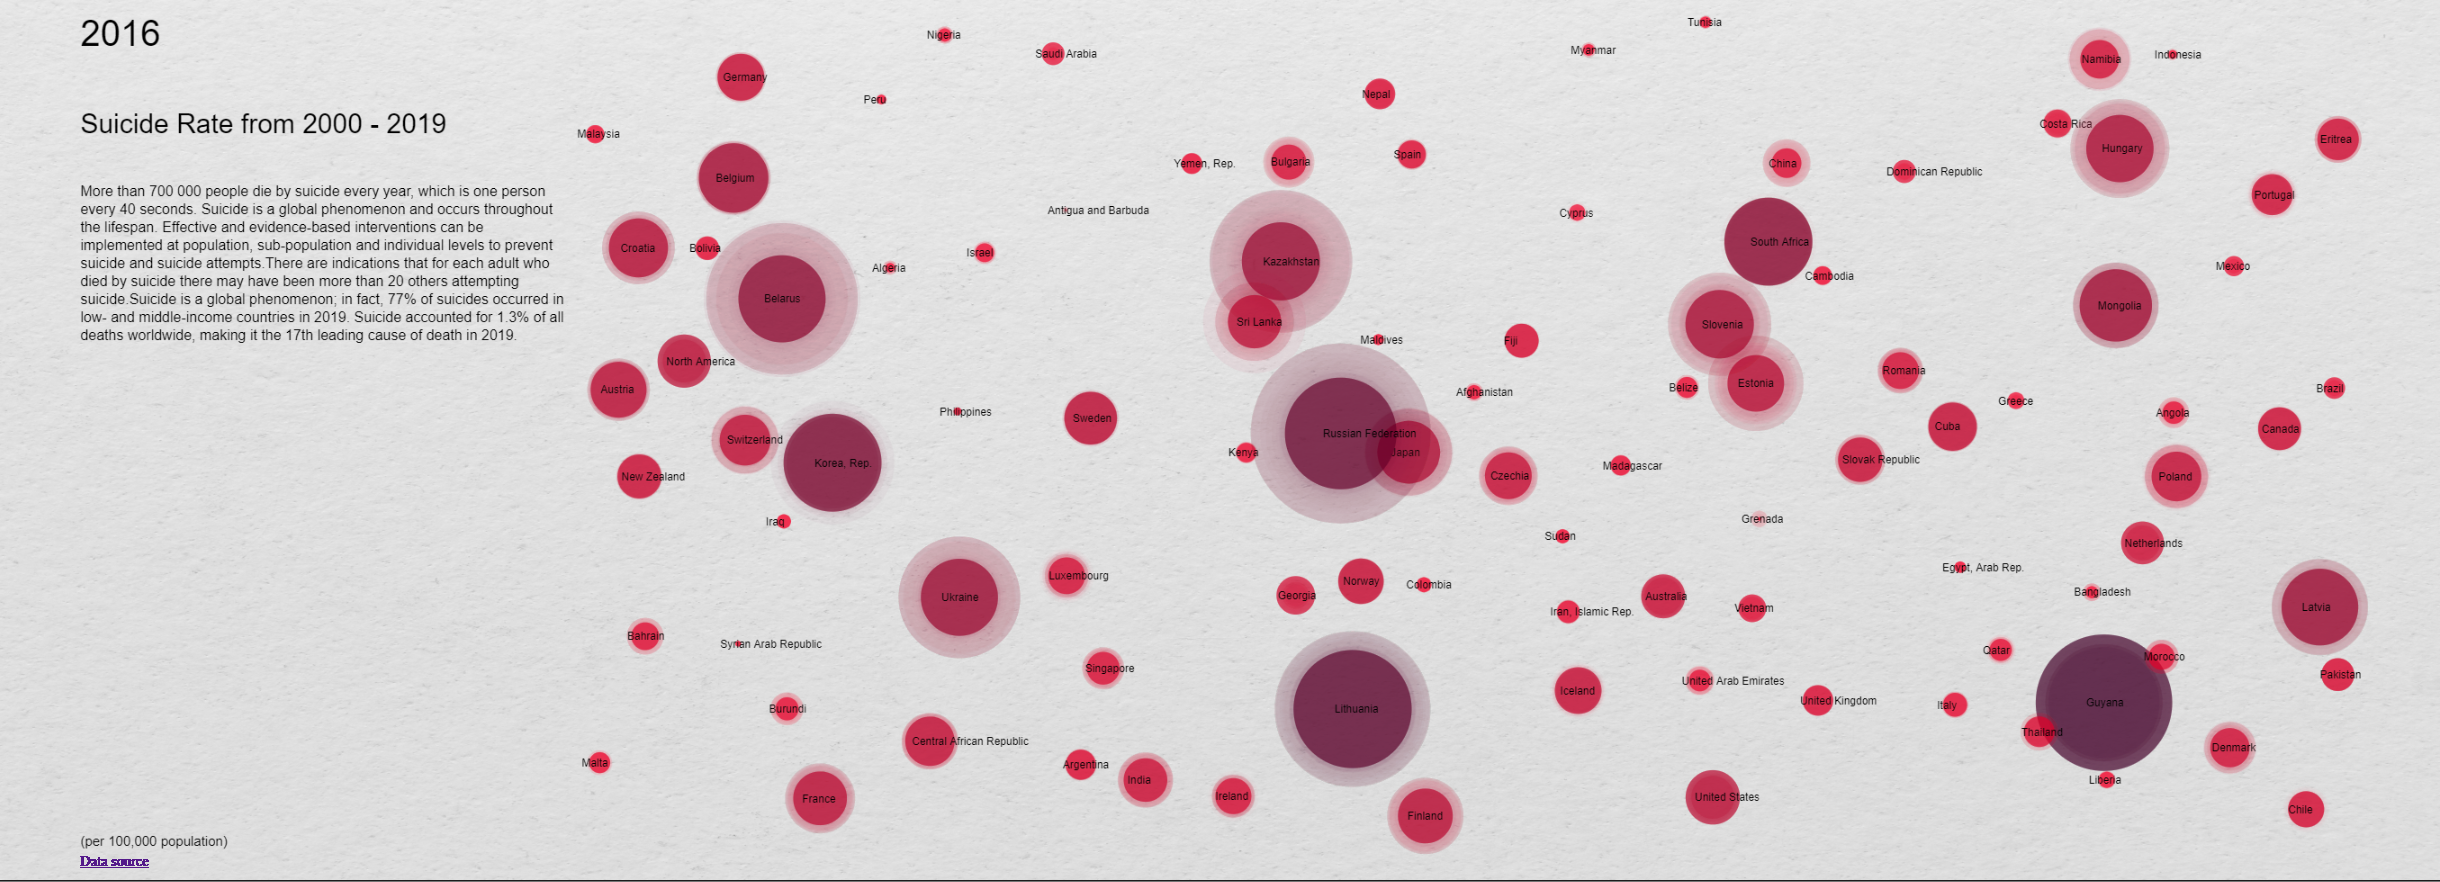 2016
Suicide Rate from 2000 - 2019
More than 700 000 people die by suicide every year, which is one person
every 40 seconds. Suicide is a global phenomenon and occurs throughout
the lifespan. Effective and evidence-based interventions can be
implemented at population, sub-population and individual levels to prevent
suicide and suicide attempts.There are indications that for each adult who
died by suicide there may have been more than 20 others attempting
suicide.Suicide is a global phenomenon; in fact, 77% of suicides occurred in
low- and middle-income countries in 2019. Suicide accounted for 1.3% of all
deaths worldwide, making it the 17th leading cause of death in 2019.
(per 100,000 population)
Data source
Tunisia
Nigeria
Myanmar
Saudi Arabia
Indonesia
Namibia
Germany
Nepal
Peru
Costa Rica
Malaysia
Eritrea
Hungary
Spain
Bulgaria
Yemen, Rep.
China
Dominican Republic
Belgium
Portugal
Antigua and Barbuda
Cyprus
South Africa
Croatia
Bolivia
Israel
Kazakhstan
Mexico
Algeria
Cambodia
Belarus
Mongolia
Sri Lanka
Slovenia
Maldives
Fiji
North America
Romania
Estonia
Belize
Brazil
Austria
Afghanistan
Greece
Philippines
Angola
Sweden
Cuba
Canada
Russian Federation
Switzerland
Kenya
Japan
Slovak Republic
Korea, Rep.
Madagascar
New Zealand
Czechia
Poland
Grenada
Iraq
Sudan
Netherlands
Egypt, Arab Rep.
Luxembourg
Norway
Colombia
Bangladesh
Georgia
Australia
Ukraine
Latvia
Vietnam
Iran, Islamic Rep.
Bahrain
Syrian Arab Republic
Qatar
Morocco
Singapore
Pakistan
United Arab Emirates
Iceland
United Kingdom
Guyana
Italy
Burundi
Lithuania
Thailand
Central African Republic
Denmark
Malta
Argentina
India
Liberia
Ireland
United States
France
Chile
Finland